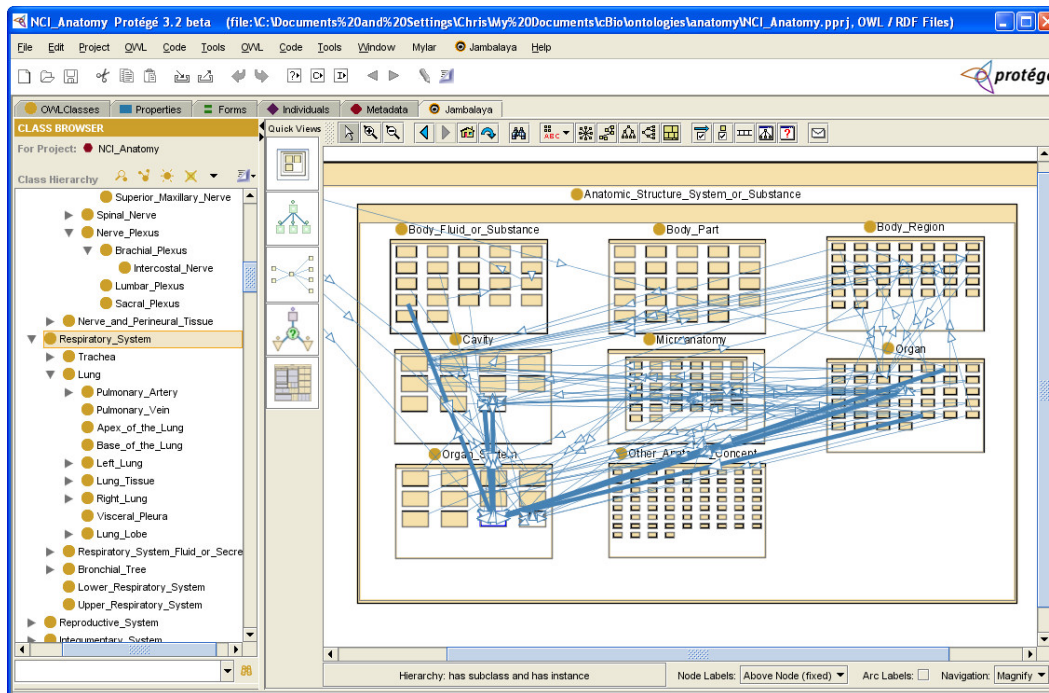 NCI_Anatomy Protégé 3.2 beta (file:\C:\Documents%20and%20Settings\Chris\My%20Documents\cBio\ontologies\anatomy\NCI_Anatomy.pprj, OWL / RDF Files)
File Edit Project OWL Code Tools OWL Code Tools Window Mylar Jambalaya Help
protégé
OWLClasses Properties Forms Individuals Metadata Jambalaya
CLASS BROWSER
For Project: NCI_Anatomy
Class Hierarchy
Superior_Maxillary_Nerve
Spinal_Nerve
Nerve_Plexus
Brachial_Plexus
Intercostal_Nerve
Lumbar_Plexus
Sacral_Plexus
Nerve_and_Perineurial_Tissue
Respiratory_System
Trachea
Lung
Pulmonary_Artery
Pulmonary_Vein
Apex_of_the_Lung
Base_of_the_Lung
Left_Lung
Lung_Tissue
Right_Lung
Visceral_Pleura
Lung_Lobe
Respiratory_System_Fluid_or_Secre
Bronchial_Tree
Lower_Respiratory_System
Upper_Respiratory_System
Reproductive_System
Integumentary_System
Quick Views
ABC
Anatomic_Structure_System_or_Substance
Body_Fluid_or_Substance Body_Part Body_Region
Cavity Microanatomy Organ
Organ_System Other_Anatomic_Concept
Hierarchy: has subclass and has instance Node Labels: Above Node (fixed) Arc Labels: Navigation: Magnify